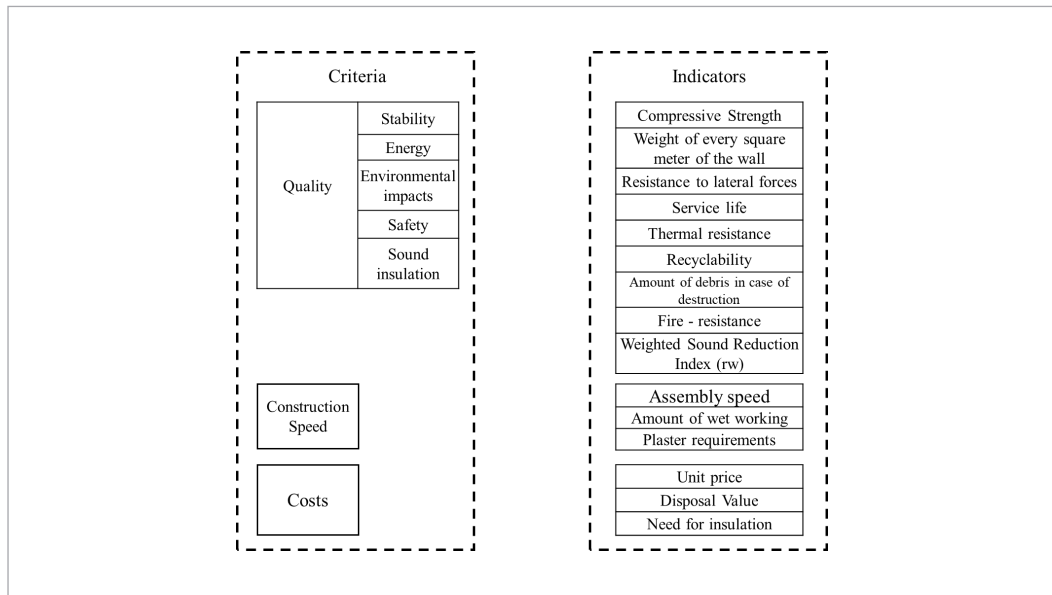 Criteria
Quality
Stability
Energy
Environmental
impacts
Safety
Sound
insulation
Construction
Speed
Costs
Indicators
Compressive Strength
Weight of every square
meter of the wall
Resistance to lateral forces
Service life
Thermal resistance
Recyclability
Amount of debris in case of
destruction
Fire - resistance
Weighted Sound Reduction
Index (rw)
Assembly speed
Amount of wet working
Plaster requirements
Unit price
Disposal Value
Need for insulation